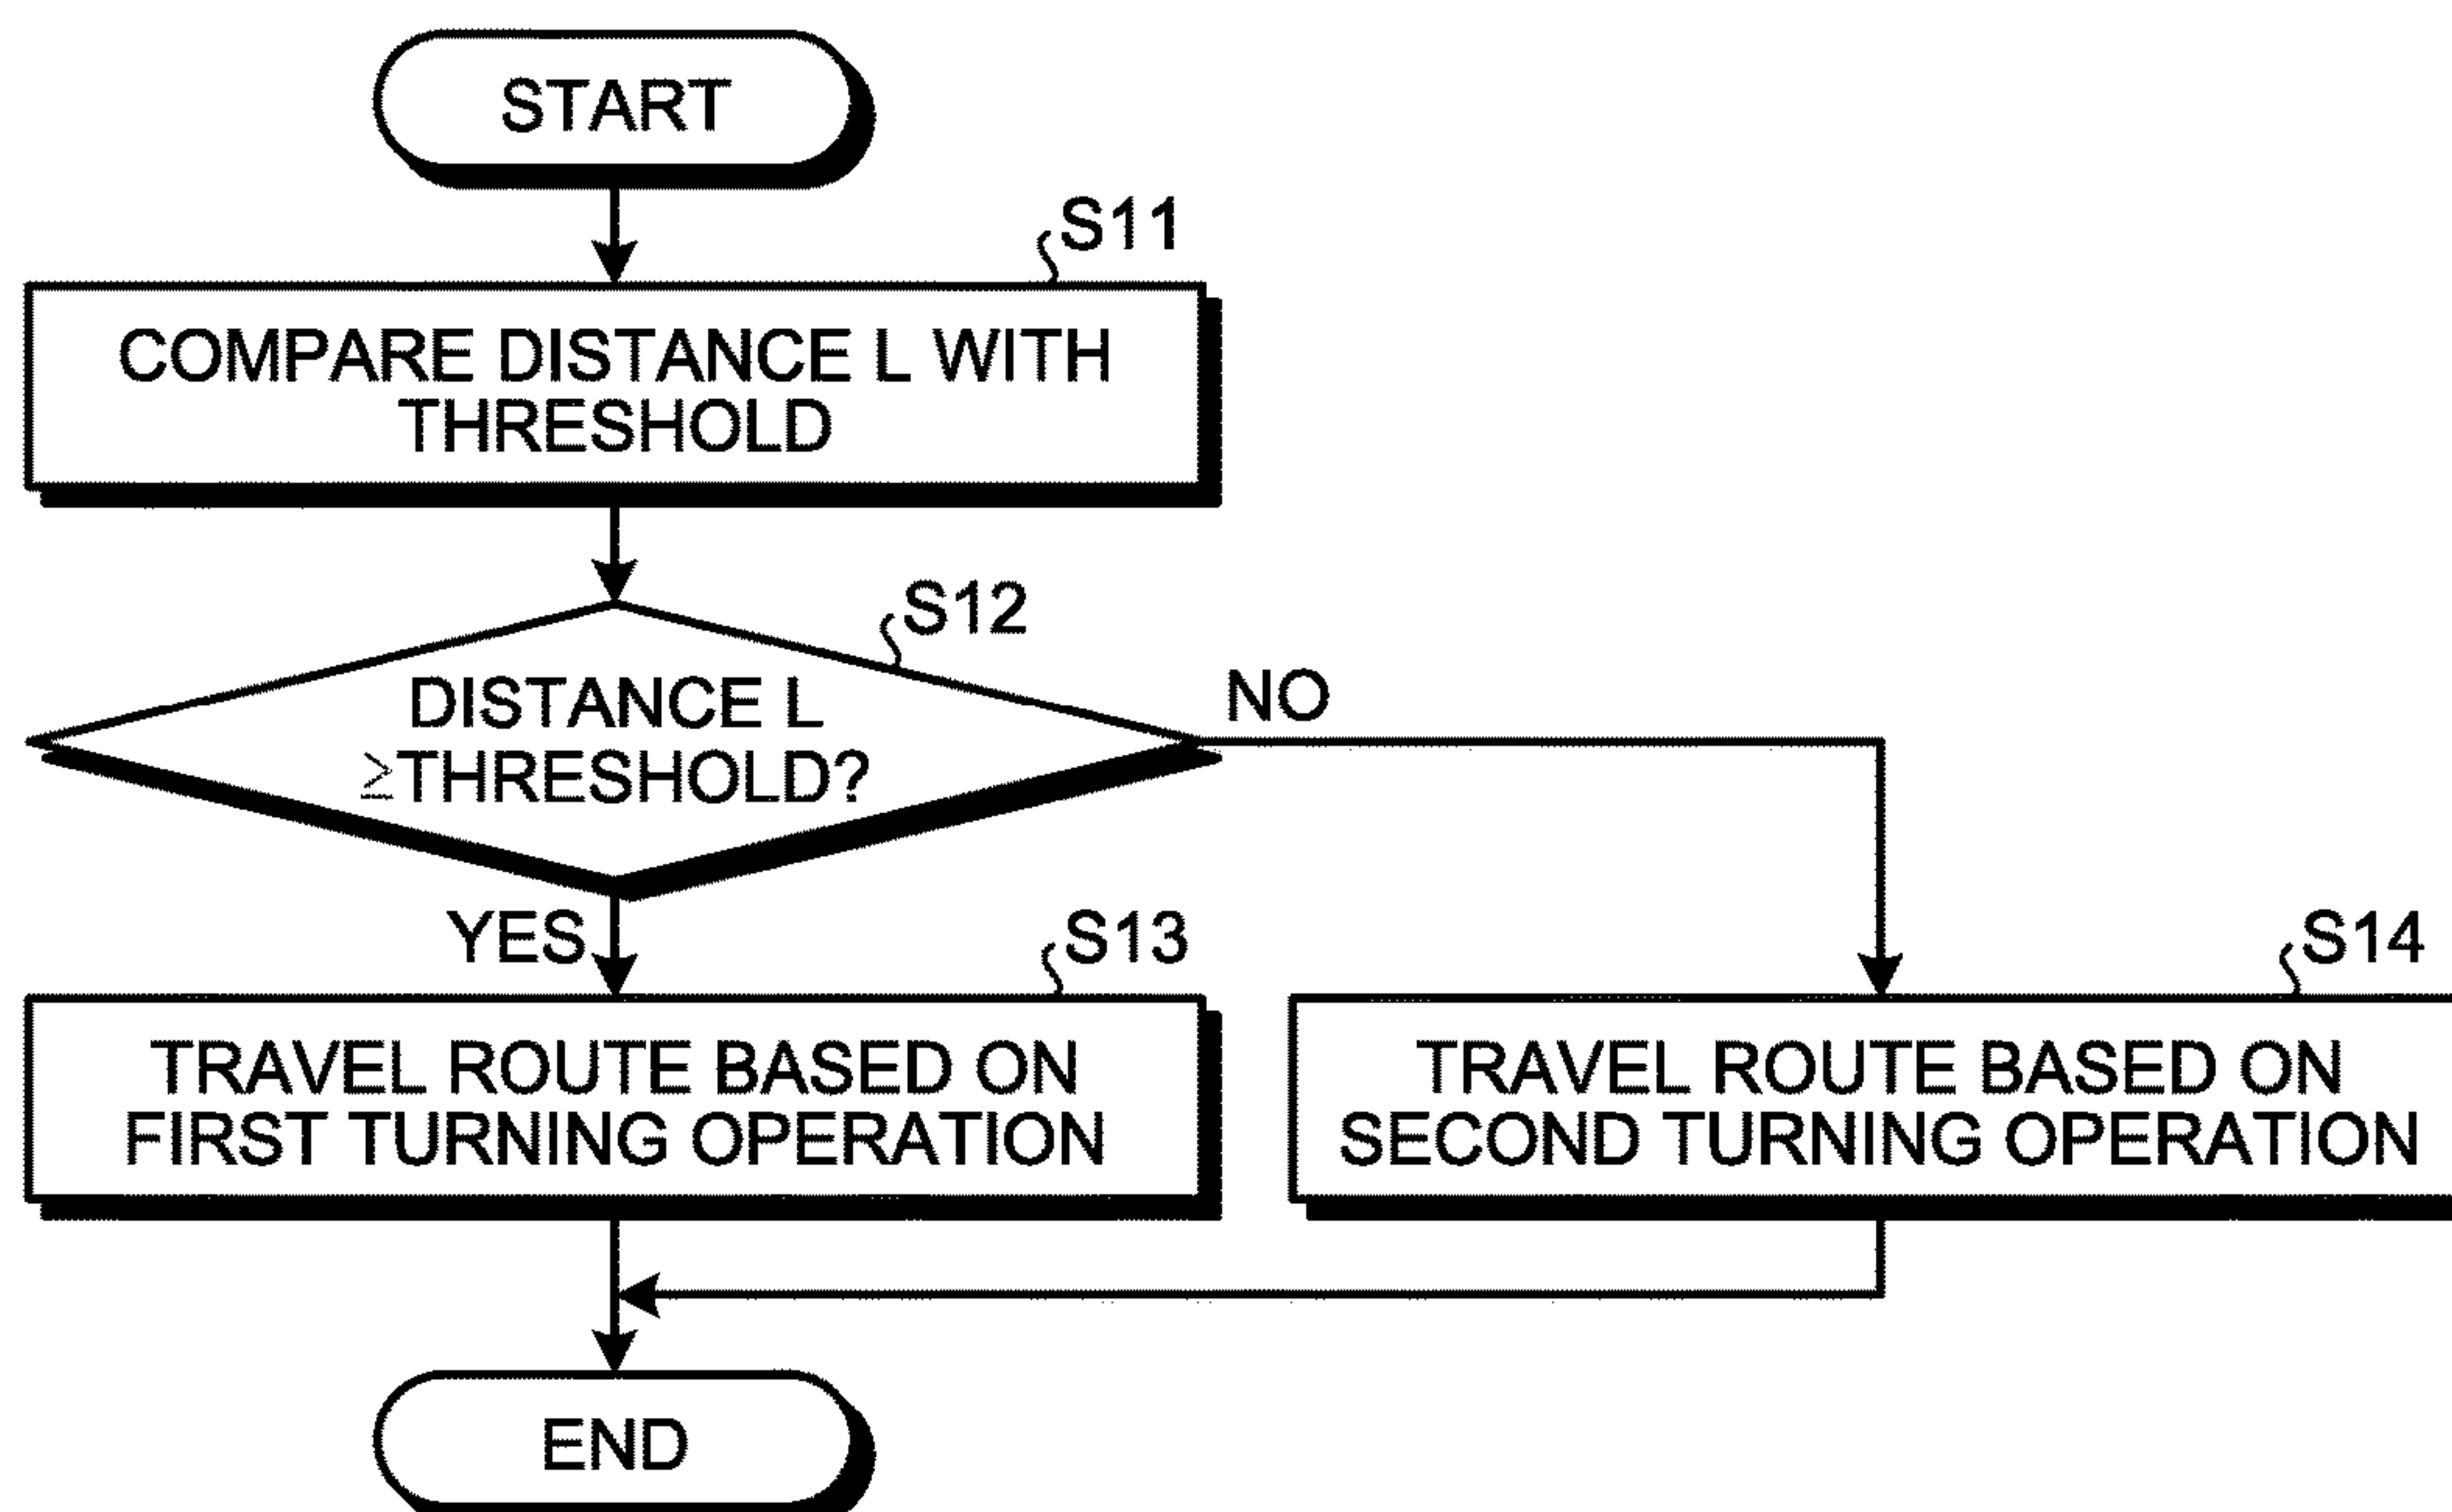 START
S11
COMPARE DISTANCE L WITH
THRESHOLD
S12
DISTANCE L
≥THRESHOLD?
NO
YES
S13
TRAVEL ROUTE BASED ON
FIRST TURNING OPERATION
S14
TRAVEL ROUTE BASED ON
SECOND TURNING OPERATION
END